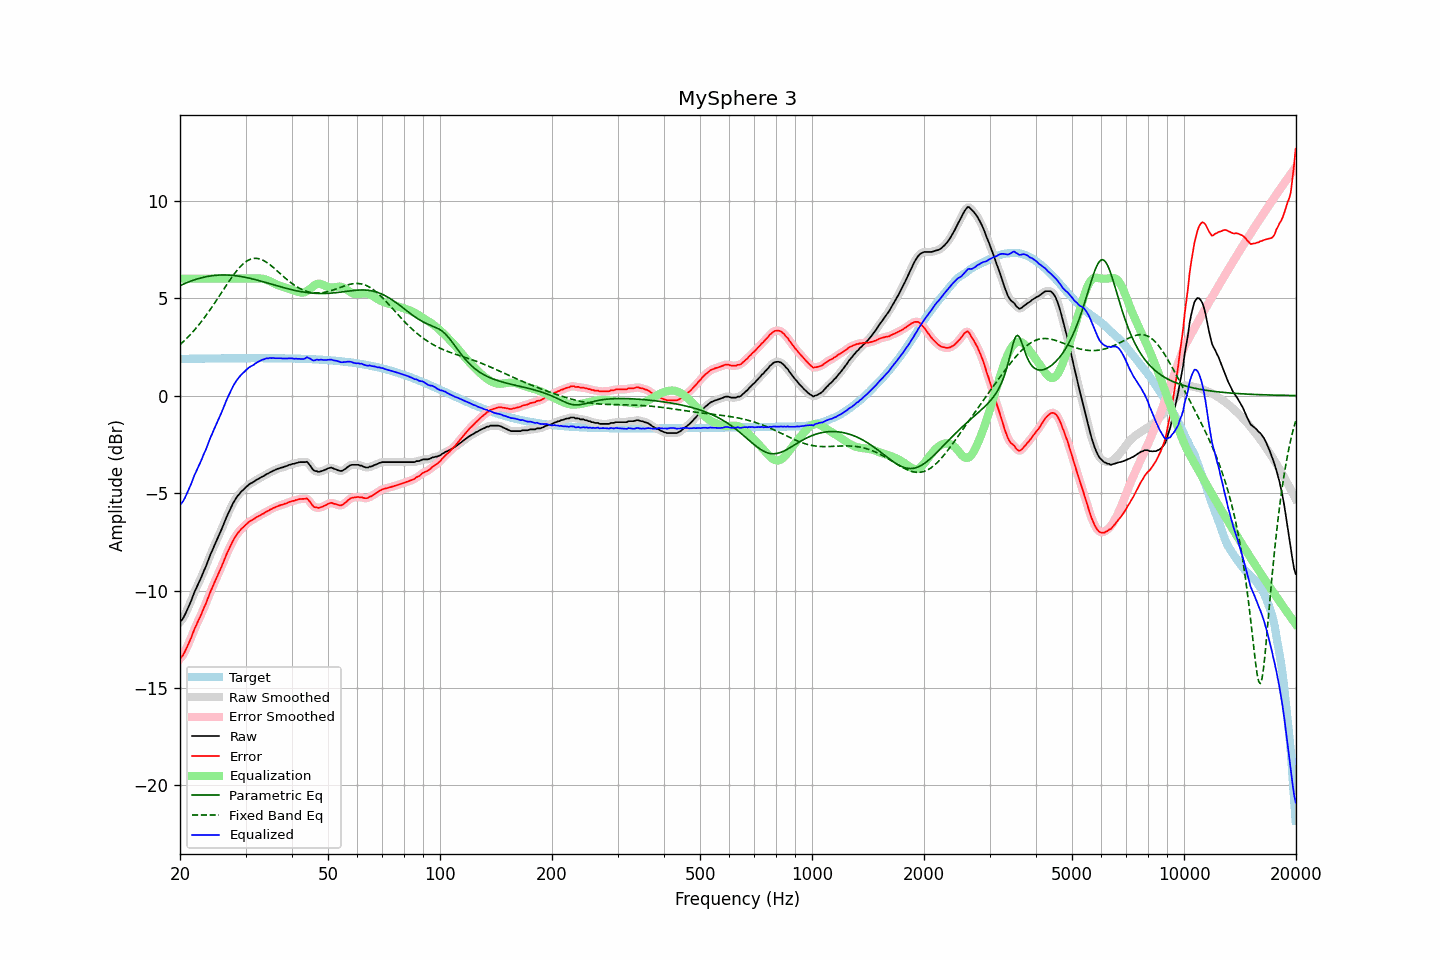 MySphere 3
Amplitude (dBr)
10
5
0
−5
−10
−15
−20
Target
Raw Smoothed
Error Smoothed
Raw
Error
Equalization
Parametric Eq
Fixed Band Eq
Equalized
20 50 100 200 500 1000 2000 5000 10000 20000
Frequency (Hz)